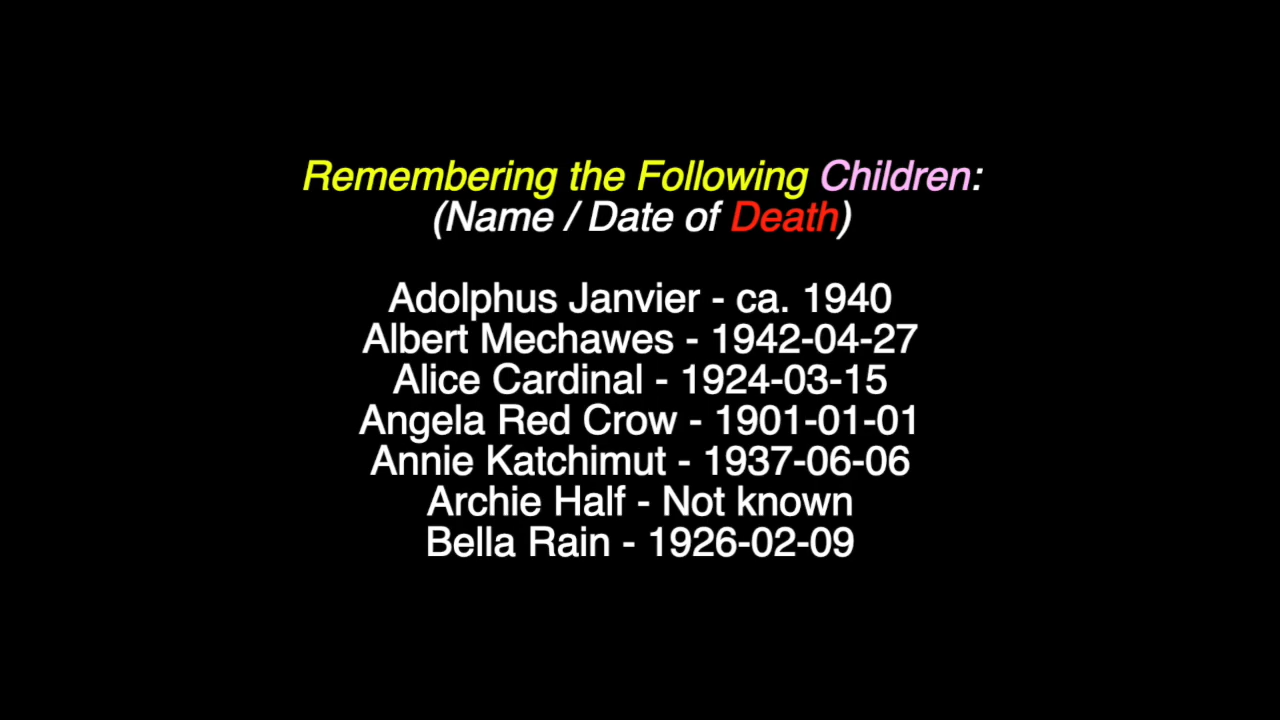 Remembering the Following Children:
(Name / Date of Death)
Adolphus Janvier - ca. 1940
Albert Mechawes - 1942-04-27
Alice Cardinal - 1924-03-15
Angela Red Crow - 1901-01-01
Annie Katchimut - 1937-06-06
Archie Half - Not known
Bella Rain - 1926-02-09